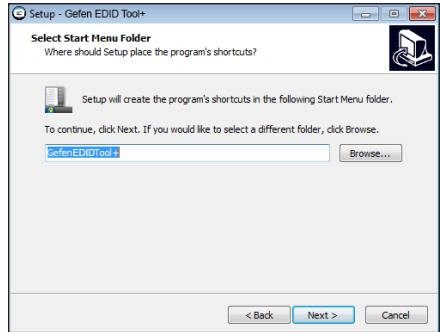 Setup - Gefen EDID Tool+
Select Start Menu Folder
Where should Setup place the program's shortcuts?
Setup will create the program's shortcuts in the following Start Menu folder.
To continue, click Next. If you would like to select a different folder, click Browse.
GefenEDIDTool+
Browse...
< Back
Next >
Cancel